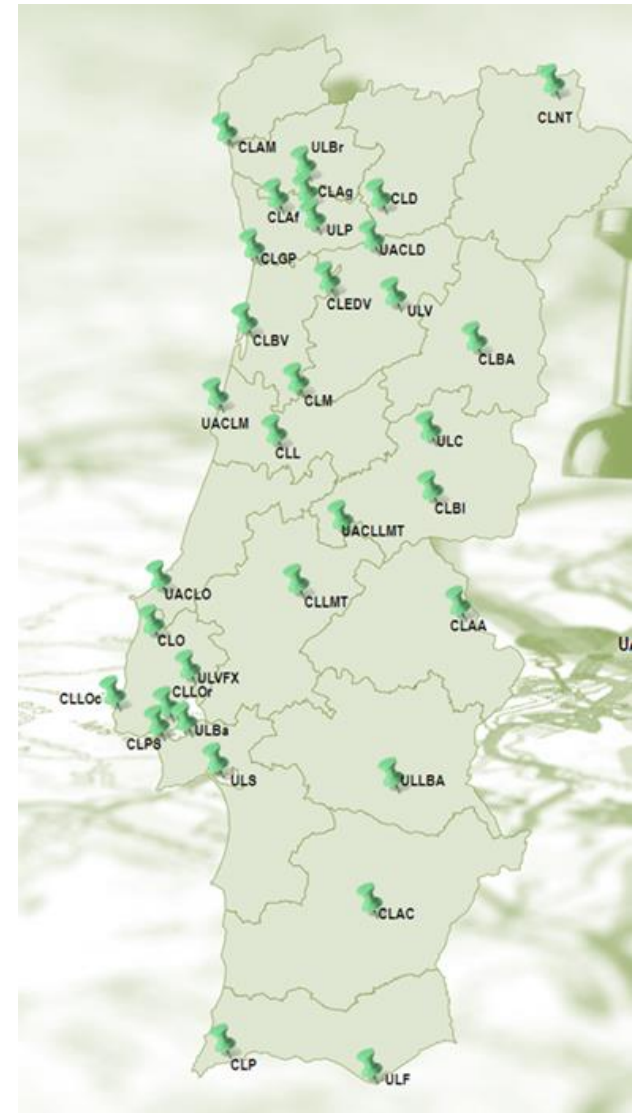 CLNT
CLAM
ULBr
CLAg
CLD
CLAf
ULP
UACLD
CLGP
CLEDV
ULV
CLBV
CLBA
CLM
UACLM
ULC
CLL
CLBI
UACLLMT
UACLO
CLLMT
CLAA
CLO
UA
ULVFX
CLLOc
CLLOr
ULBa
CLPS
ULS
ULLBA
CLAC
CLP
ULF